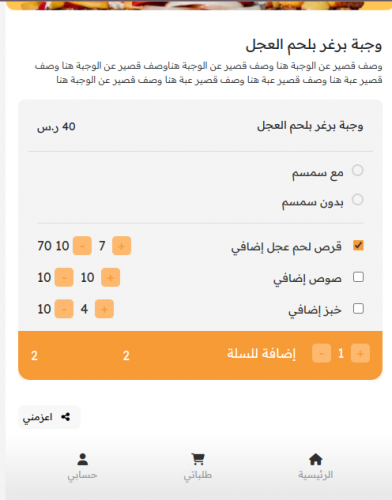 وجبة برغر بلحم العجل
وصف قصير عن الوجبة هنا وصف قصير عن الوجبة هناوصف قصير عن الوجبة هنا وصف
قصير عبة هنا وصف قصير عبة هنا وصف قصير عبة هنا وصف قصير عن الوجبة هنا
وجبة برغر بلحم العجل 40 ر.س
مع سمسم
بدون سمسم
قرص لحم عجل إضافي + 7 - 10 70
صوص إضافي + 10 - 10
خبز إضافي + 4 - 10
+ 1 - إضافة للسلة 2 2
اعزمني
الرئيسية طلباتي حسابي